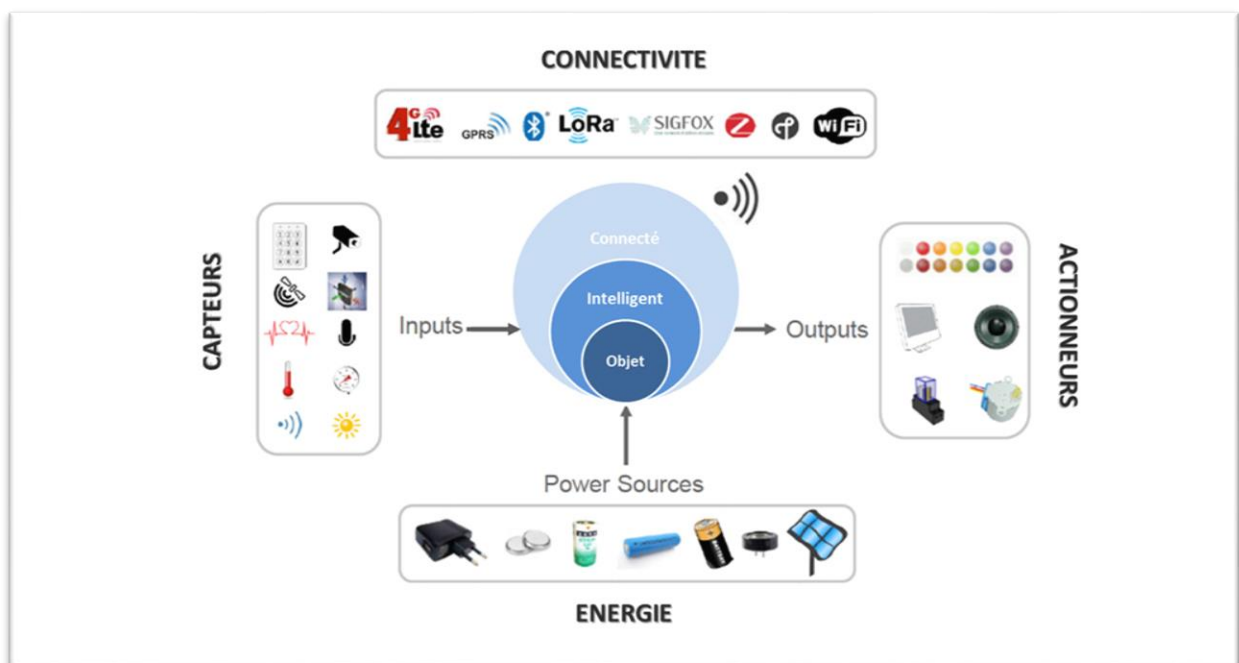 CONNECTIVITE
4G lte GPRS LoRa SIGFOX WiFi
CAPTEURS
Connecté
Intelligent
Objet
Inputs
Outputs
ACTIONNEURS
Power Sources
ENERGIE